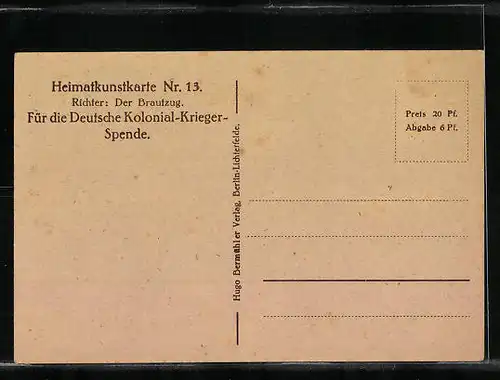 Heimatkunstkarte Nr. 13.
Richter: Der Brautzug.
Für die Deutsche Kolonial-Krieger-
Spende.
Hugo Bermühler Verlag, Berlin-Lichterfelde.
Preis 20 Pf.
Abgabe 6 Pf.